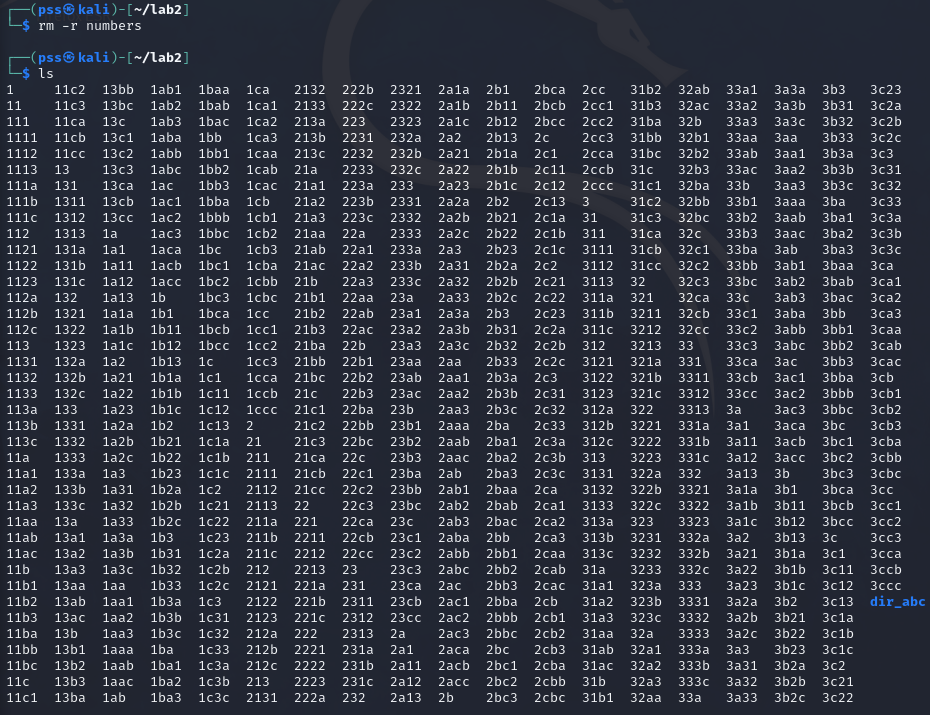 ┌──(pss㉿kali)-[~/lab2]
└─$ rm -r numbers
┌──(pss㉿kali)-[~/lab2]
└─$ ls
1 11c2 13bb 1ab1 1baa 1ca 2132 222b 2321 2a1a 2b1 2bca 2cc 31b2 32ab 33a1 3a3a 3b3 3c23
11 11c3 13bc 1ab2 1bab 1ca1 2133 222c 2322 2a1b 2b11 2bcb 2cc1 31b3 32ac 33a2 3a3b 3b31 3c2a
111 11ca 13c 1ab3 1bac 1ca2 213a 223 2323 2a1c 2b12 2bcc 2cc2 31ba 32b 33a3 3a3c 3b32 3c2b
1111 11cb 13c1 1aba 1bb 1ca3 213b 2231 232a 2a2 2b13 2c 2cc3 31bb 32b1 33aa 3aa 3b33 3c2c
1112 11cc 13c2 1abb 1bb1 1caa 213c 2232 232b 2a21 2b1a 2c1 2cca 31bc 32b2 33ab 3aa1 3b3a 3c3
1113 13 13c3 1abc 1bb2 1cab 21a 2233 232c 2a22 2b1b 2c11 2ccb 31c 32b3 33ac 3aa2 3b3b 3c31
111a 131 13ca 1ac 1bb3 1cac 21a1 223a 233 2a23 2b1c 2c12 2ccc 31c1 32ba 33b 3aa3 3b3c 3c32
111b 1311 13cb 1ac1 1bba 1cb 21a2 223b 2331 2a2a 2b2 2c13 3 31c2 32bb 33b1 3aaa 3ba 3c33
111c 1312 13cc 1ac2 1bbb 1cb1 21a3 223c 2332 2a2b 2b21 2c1a 31 31c3 32bc 33b2 3aab 3ba1 3c3a
112 1313 1a 1ac3 1bbc 1cb2 21aa 22a 2333 2a2c 2b22 2c1b 311 31ca 32c 33b3 3aac 3ba2 3c3b
1121 131a 1a1 1aca 1bc 1cb3 21ab 22a1 233a 2a3 2b23 2c1c 3111 31cb 32c1 33ba 3ab 3ba3 3c3c
1122 131b 1a11 1acb 1bc1 1cba 21ac 22a2 233b 2a31 2b2a 2c2 3112 31cc 32c2 33bb 3ab1 3baa 3ca
1123 131c 1a12 1acc 1bc2 1cbb 21b 22a3 233c 2a32 2b2b 2c21 3113 32 32c3 33bc 3ab2 3bab 3ca1
112a 132 1a13 1b 1bc3 1cbc 21b1 22aa 23a 2a33 2b2c 2c22 311a 321 32ca 33c 3ab3 3bac 3ca2
112b 1321 1a1a 1b1 1bca 1cc 21b2 22ab 23a1 2a3a 2b3 2c23 311b 3211 32cb 33c1 3aba 3bb 3ca3
112c 1322 1a1b 1b11 1bcb 1cc1 21b3 22ac 23a2 2a3b 2b31 2c2a 311c 3212 32cc 33c2 3abb 3bb1 3caa
113 1323 1a1c 1b12 1bcc 1cc2 21ba 22b 23a3 2a3c 2b32 2c2b 312 3213 33 33c3 3abc 3bb2 3cab
1131 132a 1a2 1b13 1c 1cc3 21bb 22b1 23aa 2aa 2b33 2c2c 3121 321a 331 33ca 3ac 3bb3 3cac
1132 132b 1a21 1b1a 1c1 1cca 21bc 22b2 23ab 2aa1 2b3a 2c3 3122 321b 3311 33cb 3ac1 3bba 3cb
1133 132c 1a22 1b1b 1c11 1ccb 21c 22b3 23ac 2aa2 2b3b 2c31 3123 321c 3312 33cc 3ac2 3bbb 3cb1
113a 133 1a23 1b1c 1c12 1ccc 21c1 22ba 23b 2aa3 2b3c 2c32 312a 322 3313 3a 3ac3 3bbc 3cb2
113b 1331 1a2a 1b2 1c13 2 21c2 22bb 23b1 2aaa 2ba 2c33 312b 3221 331a 3a1 3aca 3bc 3cb3
113c 1332 1a2b 1b21 1c1a 21 21c3 22bc 23b2 2aab 2ba1 2c3a 312c 3222 331b 3a11 3acb 3bc1 3cba
11a 1333 1a2c 1b22 1c1b 211 21ca 22c 23b3 2aac 2ba2 2c3b 313 3223 331c 3a12 3acc 3bc2 3cbb
11a1 133a 1a3 1b23 1c1c 2111 21cb 22c1 23ba 2ab 2ba3 2c3c 3131 322a 332 3a13 3b 3bc3 3cbc
11a2 133b 1a31 1b2a 1c2 2112 21cc 22c2 23bb 2ab1 2baa 2ca 3132 322b 3321 3a1a 3b1 3bca 3cc
11a3 133c 1a32 1b2b 1c21 2113 22 22c3 23bc 2ab2 2bab 2ca1 3133 322c 3322 3a1b 3b11 3bcb 3cc1
11aa 13a 1a33 1b2c 1c22 211a 221 22ca 23c 2ab3 2bac 2ca2 313a 323 3323 3a1c 3b12 3bcc 3cc2
11ab 13a1 1a3a 1b3 1c23 211b 2211 22cb 23c1 2aba 2bb 2ca3 313b 3231 332a 3a2 3b13 3c 3cc3
11ac 13a2 1a3b 1b31 1c2a 211c 2212 22cc 23c2 2abb 2bb1 2caa 313c 3232 332b 3a21 3b1a 3c1 3cca
11b 13a3 1a3c 1b32 1c2b 212 2213 23 23c3 2abc 2bb2 2cab 31a 3233 332c 3a22 3b1b 3c11 3ccb
11b1 13aa 1aa 1b33 1c2c 2121 221a 231 23ca 2ac 2bb3 2cac 31a1 323a 333 3a23 3b1c 3c12 3ccc
11b2 13ab 1aa1 1b3a 1c3 2122 221b 2311 23cb 2ac1 2bba 2cb 31a2 323b 3331 3a2a 3b2 3c13 dir_abc
11b3 13ac 1aa2 1b3b 1c31 2123 221c 2312 23cc 2ac2 2bbb 2cb1 31a3 323c 3332 3a2b 3b21 3c1a
11ba 13b 1aa3 1b3c 1c32 212a 222 2313 2a 2ac3 2bbc 2cb2 31aa 32a 3333 3a2c 3b22 3c1b
11bb 13b1 1aaa 1ba 1c33 212b 2221 231a 2a1 2aca 2bc 2cb3 31ab 32a1 333a 3a3 3b23 3c1c
11bc 13b2 1aab 1ba1 1c3a 212c 2222 231b 2a11 2acb 2bc1 2cba 31ac 32a2 333b 3a31 3b2a 3c2
11c 13b3 1aac 1ba2 1c3b 213 2223 231c 2a12 2acc 2bc2 2cbb 31b 32a3 333c 3a32 3b2b 3c21
11c1 13ba 1ab 1ba3 1c3c 2131 222a 232 2a13 2b 2bc3 2cbc 31b1 32aa 33a 3a33 3b2c 3c22